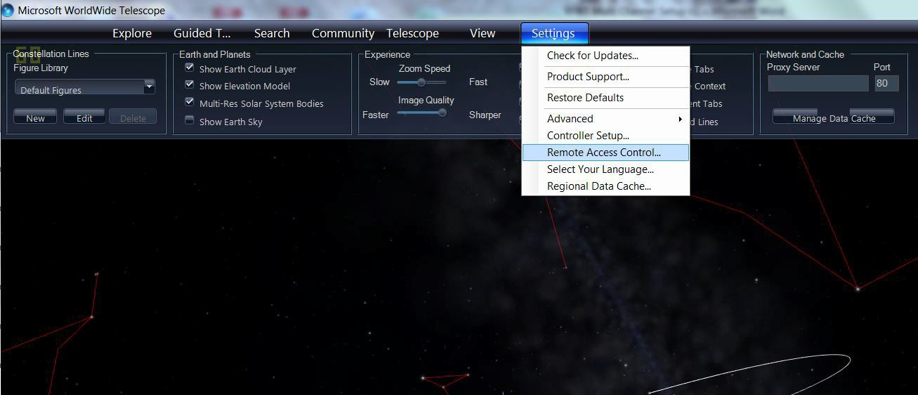 Microsoft WorldWide Telescope
Explore Guided T... Search Community Telescope View Settings
Constellation Lines
Figure Library
Default Figures
New Edit Delete
Earth and Planets
Show Earth Cloud Layer
Show Elevation Model
Multi-Res Solar System Bodies
Show Earth Sky
Experience
Zoom Speed
Slow Fast
Image Quality
Faster Sharper
Check for Updates...
Product Support...
Restore Defaults
Advanced
Controller Setup...
Remote Access Control...
Select Your Language...
Regional Data Cache...
Tabs
Context
Tabs
Lines
Network and Cache
Proxy Server Port
80
Manage Data Cache